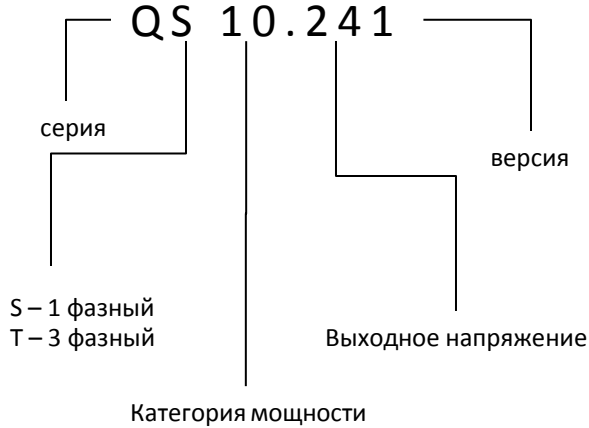 QS 10.241
серия
версия
S – 1 фазный
T – 3 фазный
Выходное напряжение
Категория мощности